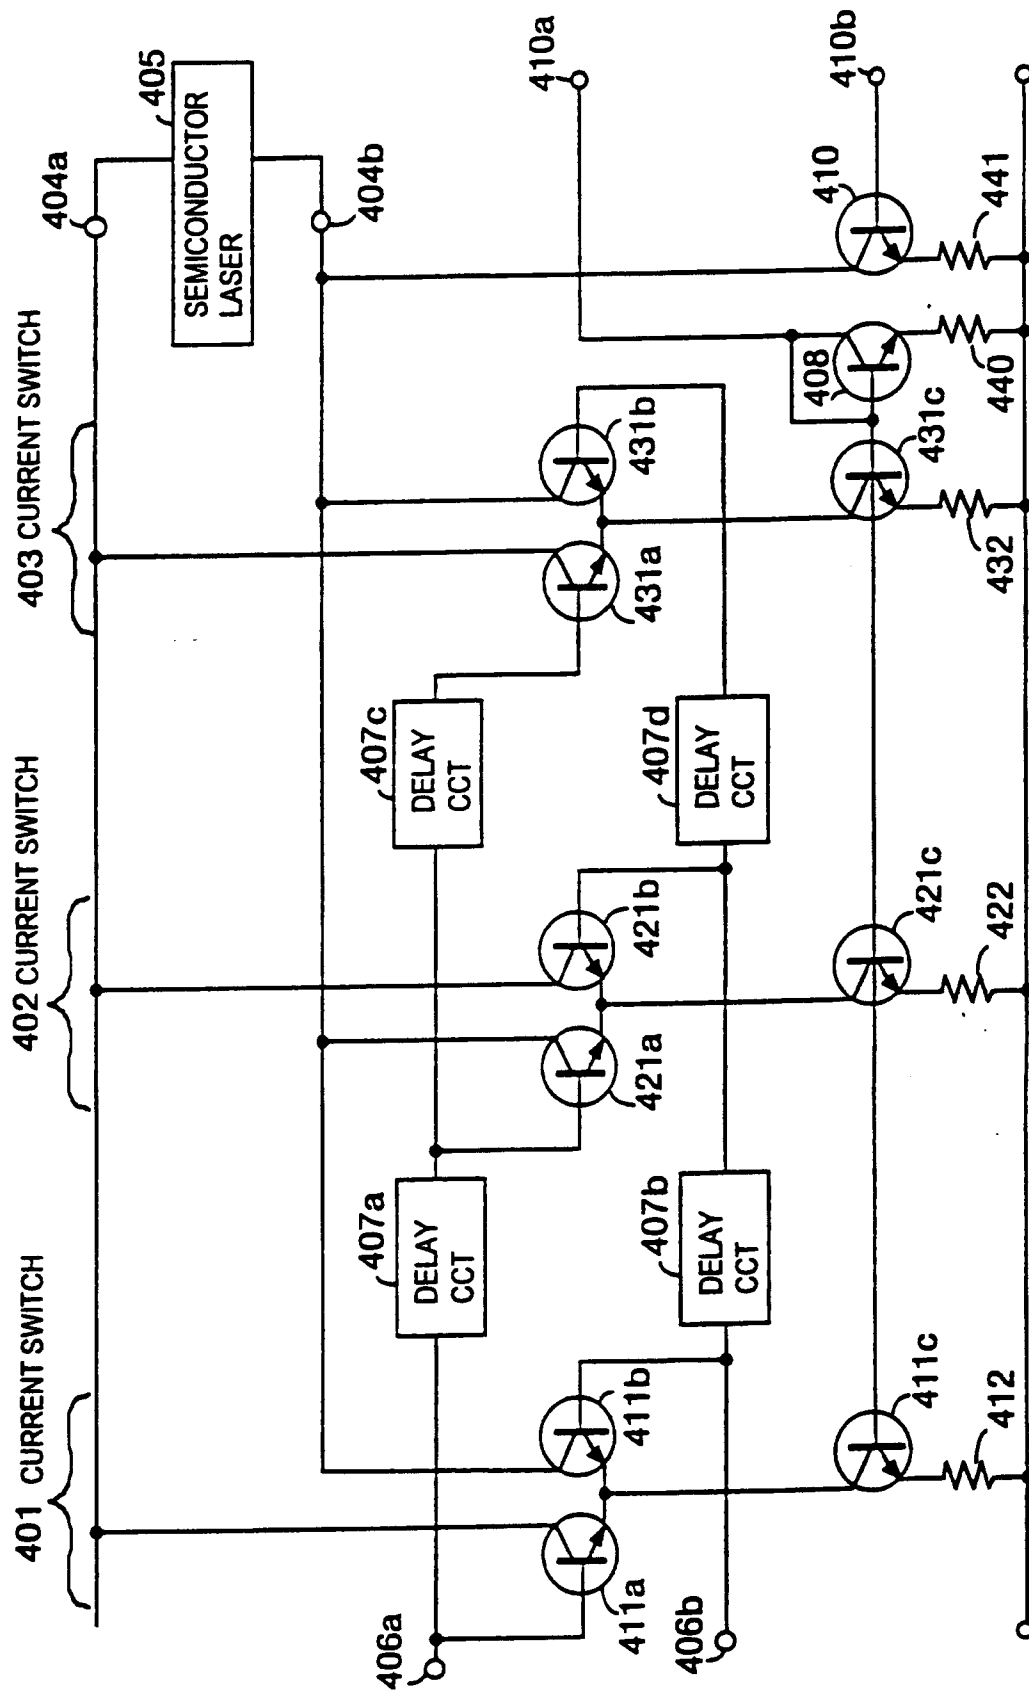 401 CURRENT SWITCH
402 CURRENT SWITCH
403 CURRENT SWITCH
404a
405
SEMICONDUCTOR
LASER
404b
406a
411a
411b
407a
DELAY
CCT
421a
421b
407c
DELAY
CCT
431a
431b
410a
406b
407b
DELAY
CCT
407d
DELAY
CCT
408
410
410b
411c
412
421c
422
431c
432
440
441